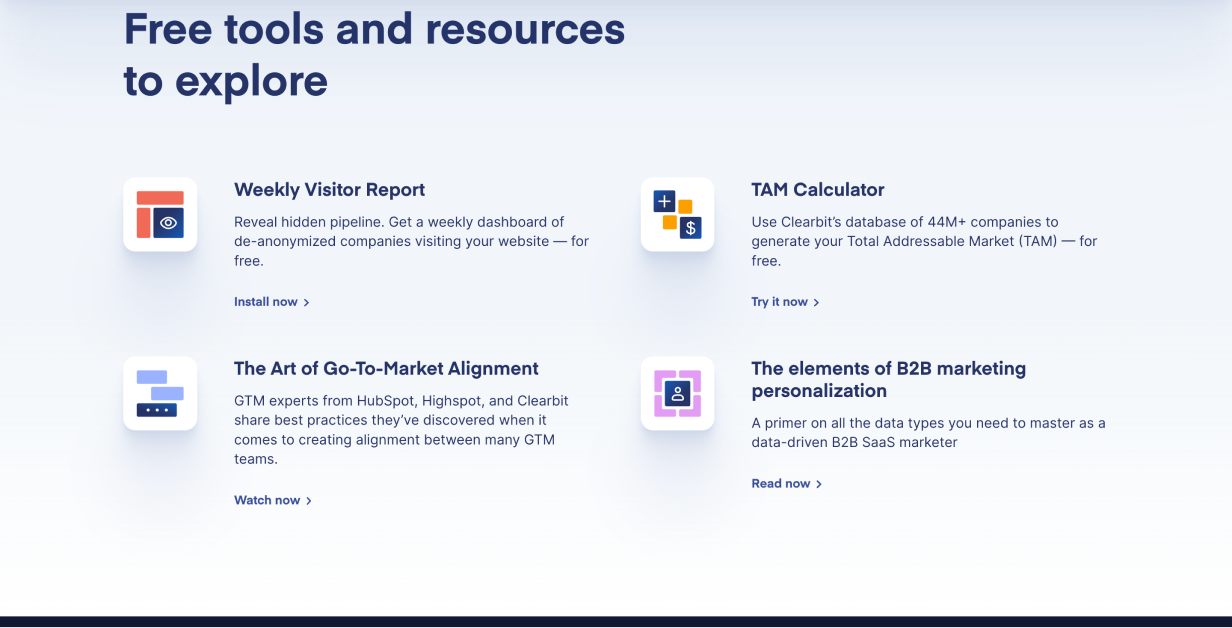 Free tools and resources
to explore
Weekly Visitor Report
Reveal hidden pipeline. Get a weekly dashboard of
de-anonymized companies visiting your website — for
free.
Install now
TAM Calculator
Use Clearbit’s database of 44M+ companies to
generate your Total Addressable Market (TAM) — for
free.
Try it now
The Art of Go-To-Market Alignment
GTM experts from HubSpot, Highspot, and Clearbit
share best practices they’ve discovered when it
comes to creating alignment between many GTM
teams.
Watch now
The elements of B2B marketing
personalization
A primer on all the data types you need to master as a
data-driven B2B SaaS marketer
Read now